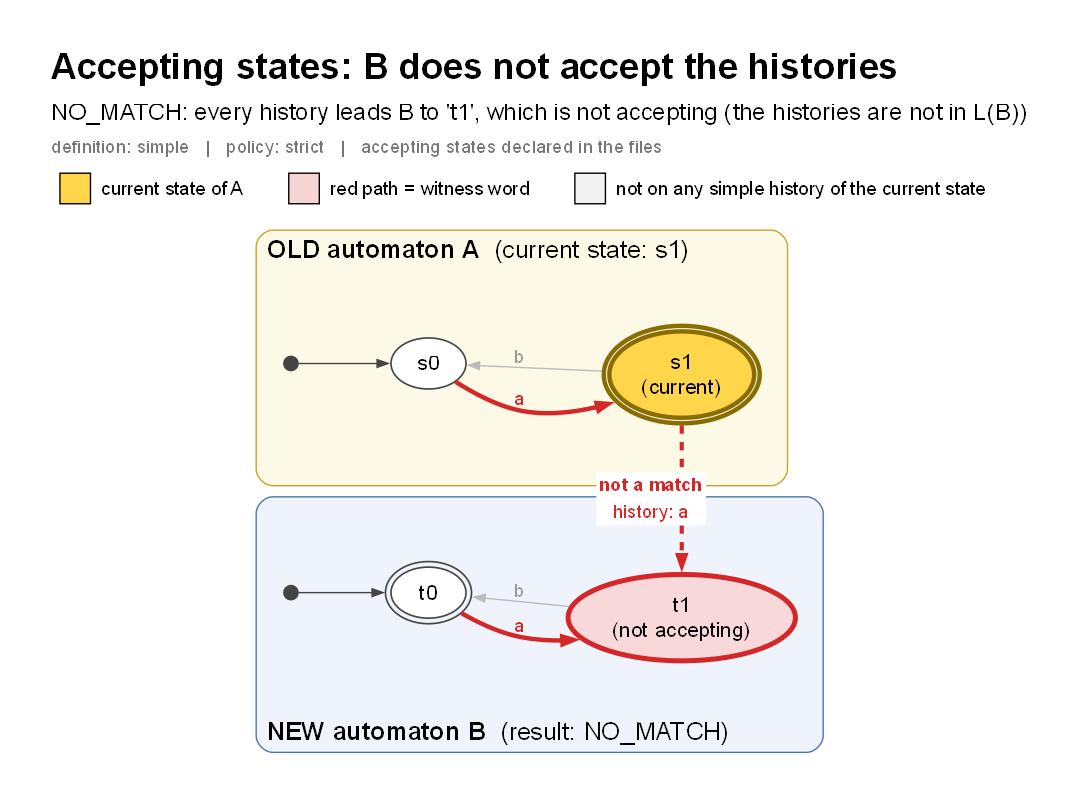 Accepting states: B does not accept the histories
NO_MATCH: every history leads B to 't1', which is not accepting (the histories are not in L(B))
definition: simple | policy: strict | accepting states declared in the files
current state of A
red path = witness word
not on any simple history of the current state
OLD automaton A (current state: s1)
s0
b
a
s1
(current)
not a match
history: a
t0
b
a
t1
(not accepting)
NEW automaton B (result: NO_MATCH)